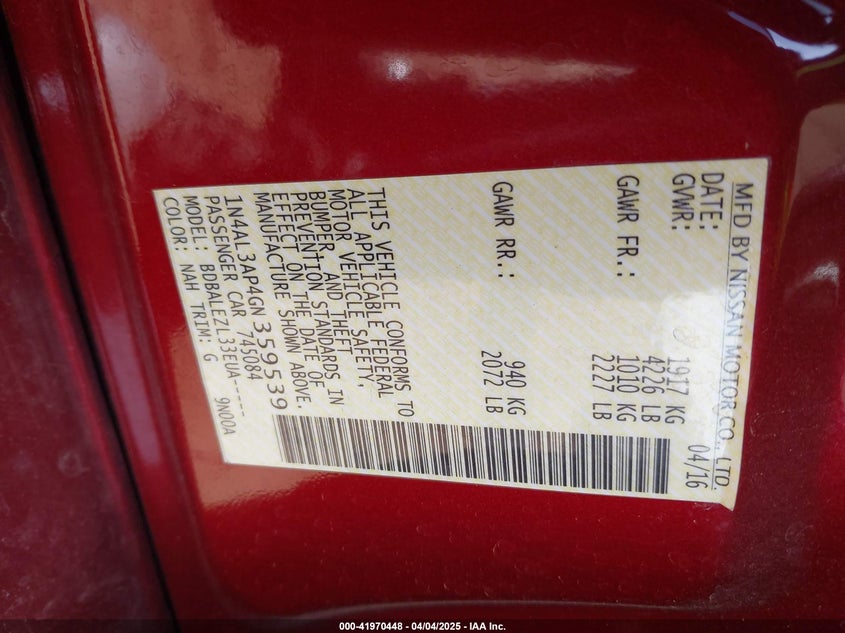 MFD BY NISSAN MOTOR CO., LTD.
DATE: 04/16
GVWR: 1917 KG
4226 LB
GAWR FR.: 1010 KG
2227 LB
GAWR RR.: 940 KG
2072 LB
THIS VEHICLE CONFORMS TO
ALL APPLICABLE FEDERAL
MOTOR VEHICLE SAFETY,
BUMPER, AND THEFT
PREVENTION STANDARDS IN
EFFECT ON THE DATE OF
MANUFACTURE SHOWN ABOVE.
1N4AL3AP4GN359539
PASSENGER CAR 745084
MODEL: BDBALEZL33EUA-----
COLOR: NAH TRIM: G 9N00A
000-41970448 - 04/04/2025 - IAA Inc.